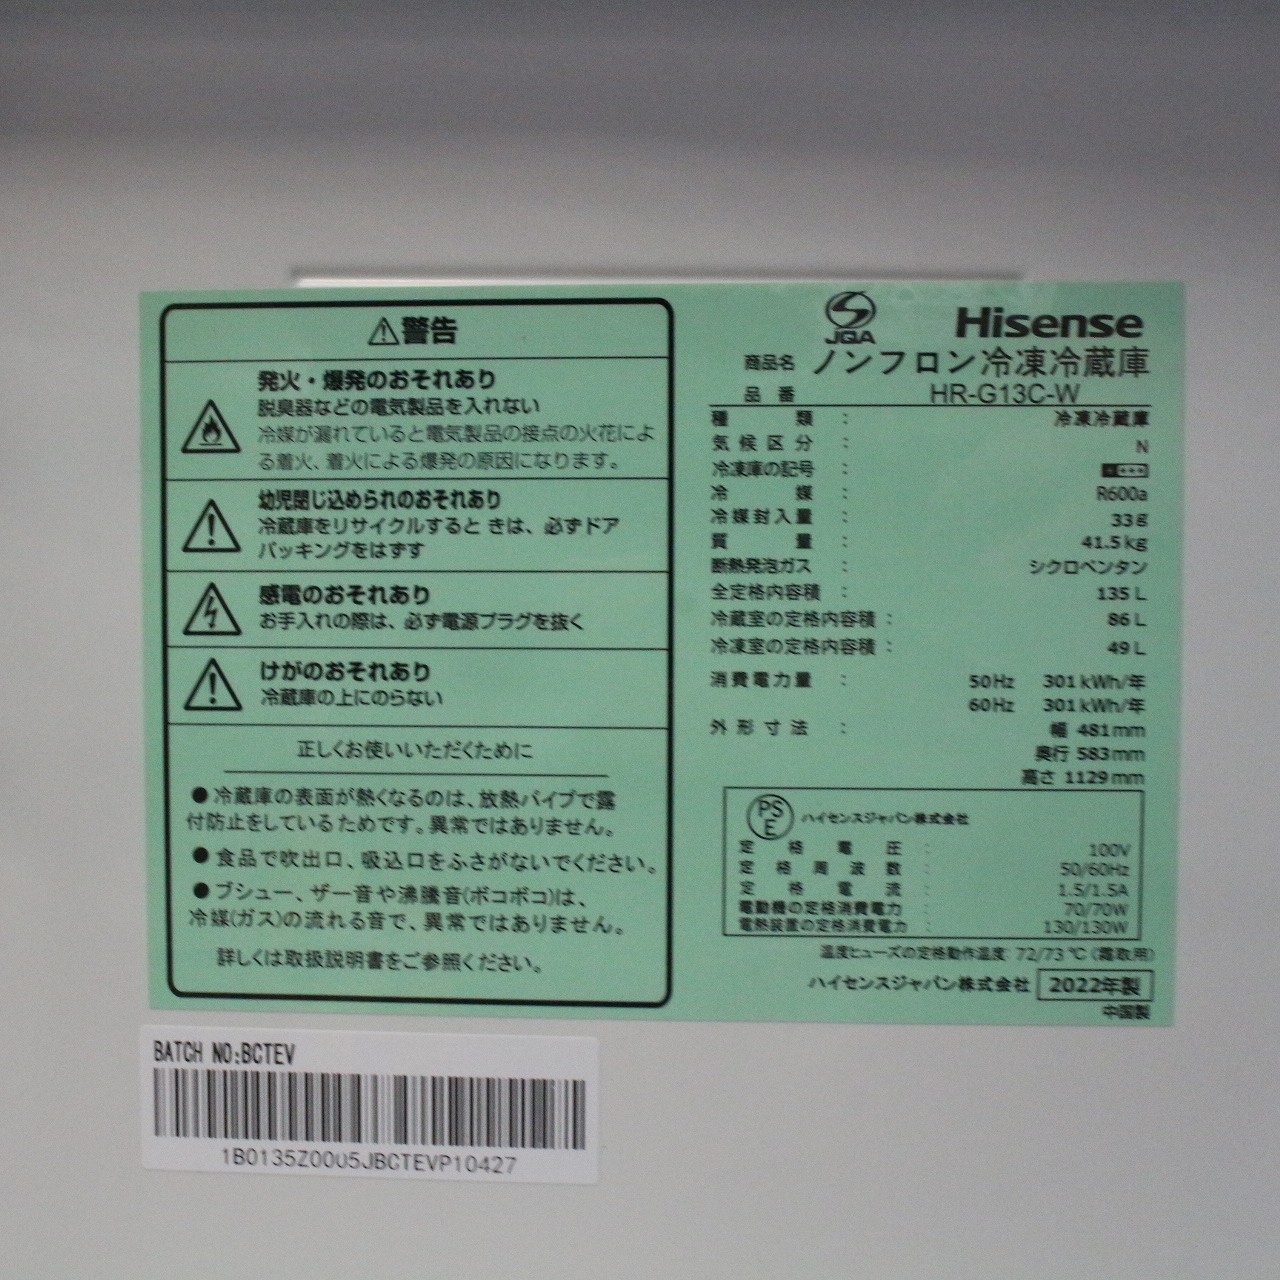 ⚠警告
発火・爆発のおそれあり
脱臭器などの電気製品を入れない
冷媒が漏れていると電気製品の接点の火花によ
る着火、着火による爆発の原因になります。
幼児閉じ込められのおそれあり
冷蔵庫をリサイクルすると きは、必ずドア
パッキングをはずす
感電のおそれあり
お手入れの際は、必ず電源プラグを抜く
けがのおそれあり
冷蔵庫の上にのらない
正しくお使いいただくために
●冷蔵庫の表面が熱くなるのは、放熱パイプで露
付防止をしているためです。異常ではありません。
●食品で吹出口、吸込口をふさがないでください。
●ブシュー、ザー音や沸騰音(ボコボコ)は、
冷媒(ガス)の流れる音で、異常ではありません。
詳しくは取扱説明書をご参照ください。
JQA
Hisense
商品名 ノンフロン冷凍冷蔵庫
品番 HR-G13C-W
種類 : 冷凍冷蔵庫
気候区分 : N
冷凍庫の記号 :
冷媒 : R600a
冷媒封入量 : 33g
質量 : 41.5kg
断熱発泡ガス : シクロペンタン
全定格内容積 : 135L
冷蔵室の定格内容積 : 86L
冷凍室の定格内容積 : 49L
消費電力量 : 50Hz 301kWh/年
60Hz 301kWh/年
外形寸法 : 幅 481mm
奥行 583mm
高さ 1129mm
PSE ハイセンスジャパン株式会社
定格電圧 : 100V
定格周波数 : 50/60Hz
定格電流 : 1.5/1.5A
電動機の定格消費電力 : 70/70W
電熱装置の定格消費電力 : 130/130W
温度ヒューズの定格動作温度: 72/73℃(霜取用)
ハイセンスジャパン株式会社 2022年製
中国製
BATCH NO:BCTEV
1B0135Z0005JBCTEVP10427